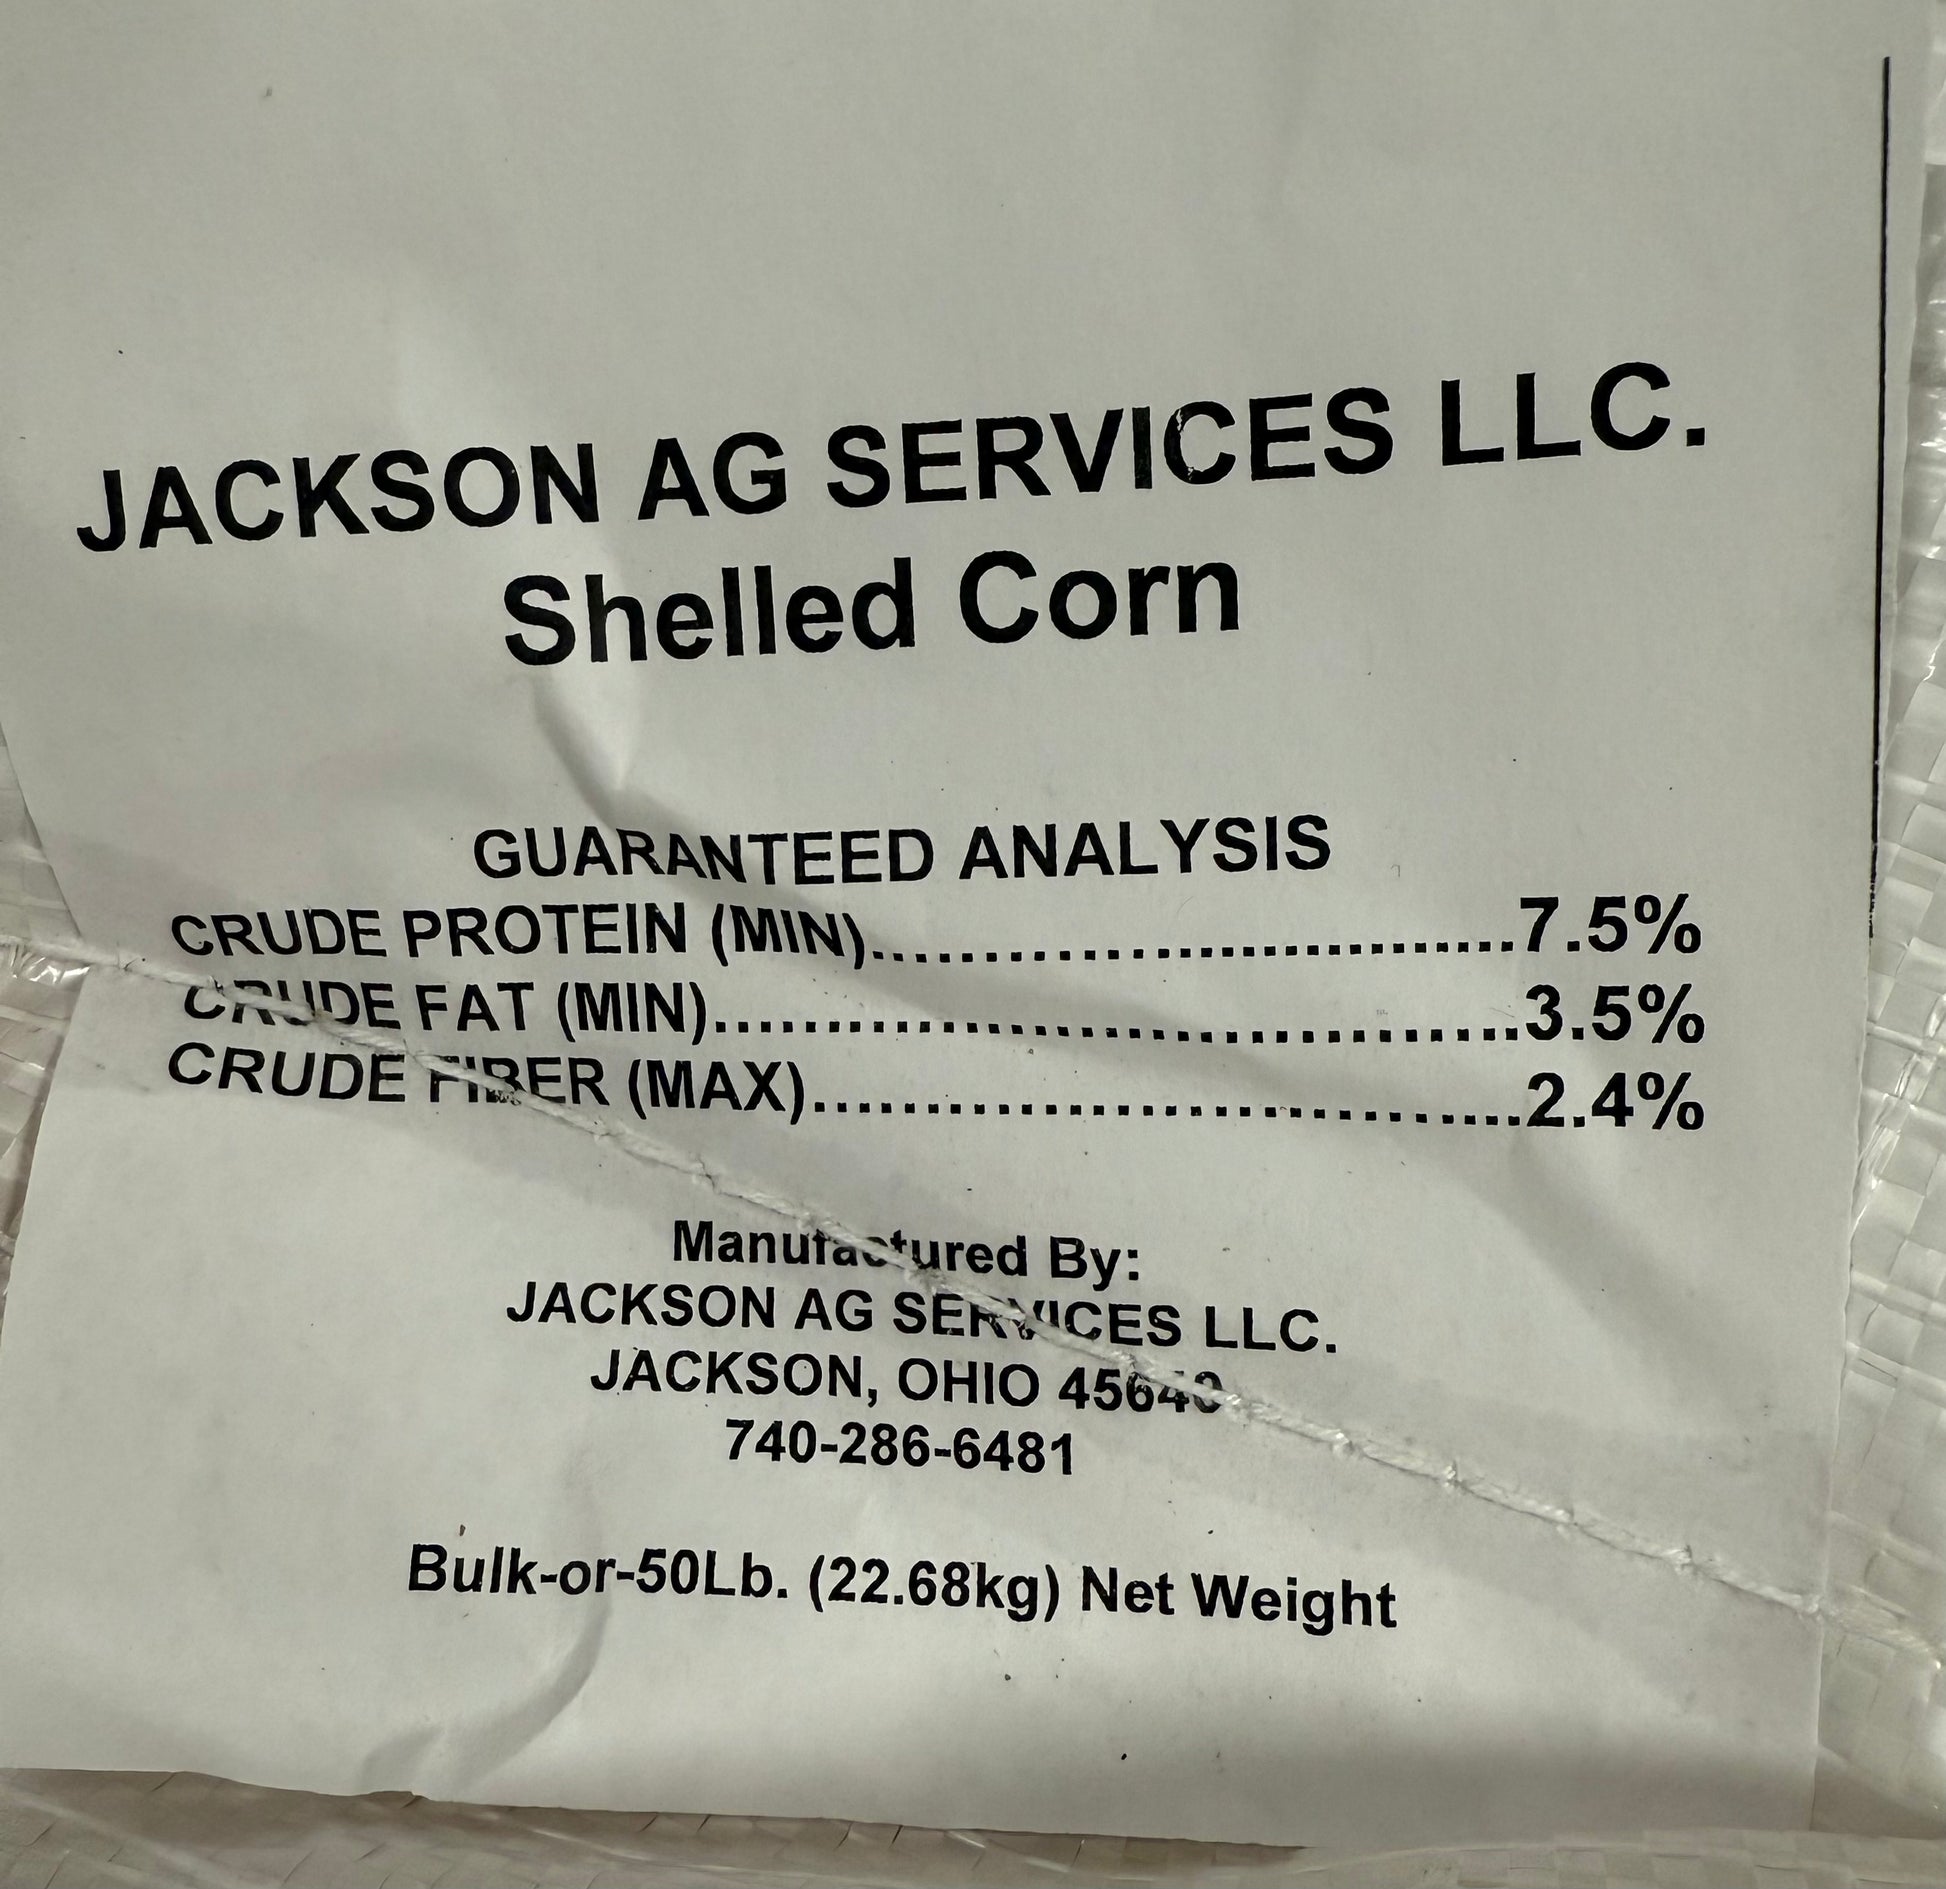 JACKSON AG SERVICES LLC.
Shelled Corn
GUARANTEED ANALYSIS
CRUDE PROTEIN (MIN)..................................7.5%
CRUDE FAT (MIN).........................................3.5%
CRUDE FIBER (MAX)....................................2.4%
Manufactured By:
JACKSON AG SERVICES LLC.
JACKSON, OHIO 45640
740-286-6481
Bulk-or-50Lb. (22.68kg) Net Weight